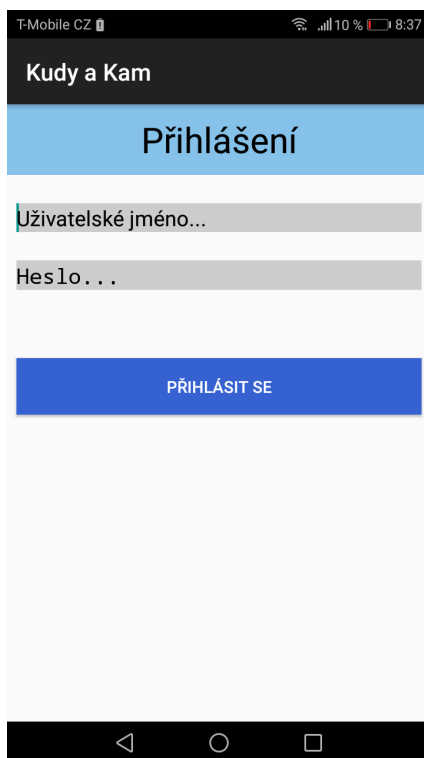 T-Mobile CZ 10 % 8:37
Kudy a Kam
Přihlášení
Uživatelské jméno...
Heslo...
PŘIHLÁSIT SE